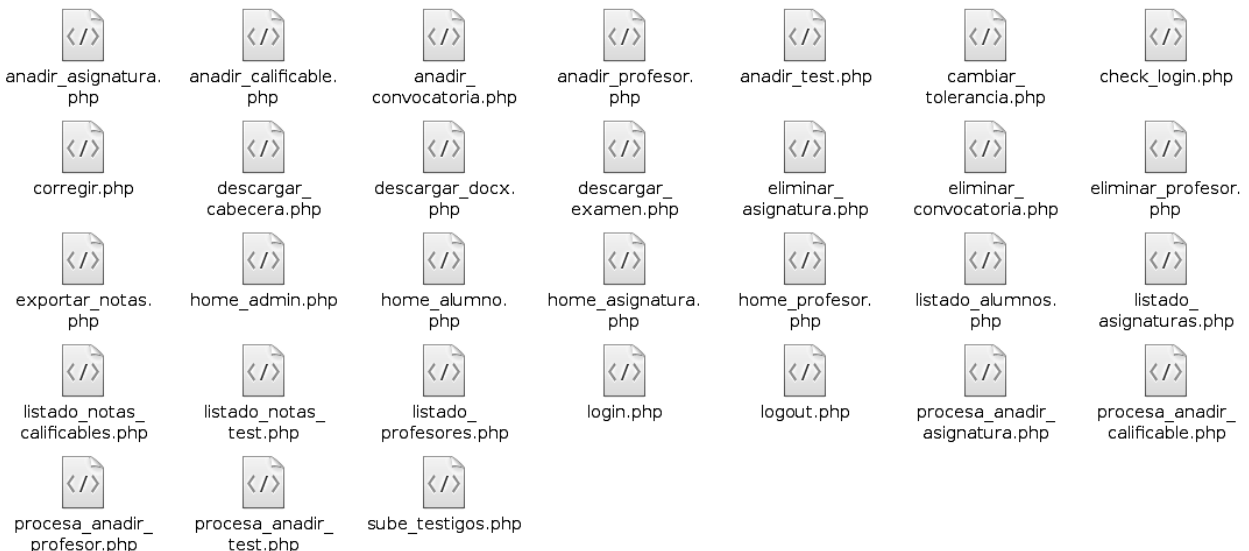 anadir_asignatura.
php
anadir_calificable.
php
anadir_
convocatoria.php
anadir_profesor.
php
anadir_test.php
cambiar_
tolerancia.php
check_login.php
corregir.php
descargar_
cabecera.php
descargar_docx.
php
descargar_
examen.php
eliminar_
asignatura.php
eliminar_
convocatoria.php
eliminar_profesor.
php
exportar_notas.
php
home_admin.php
home_alumno.
php
home_asignatura.
php
home_profesor.
php
listado_alumnos.
php
listado_
asignaturas.php
listado_notas_
calificables.php
listado_notas_
test.php
listado_
profesores.php
login.php
logout.php
procesa_anadir_
asignatura.php
procesa_anadir_
calificable.php
procesa_anadir_
profesor.php
procesa_anadir_
test.php
sube_testigos.php